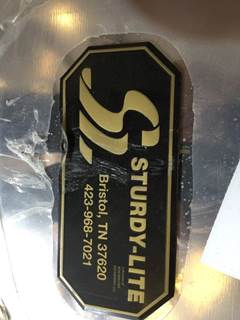 SL
STURDY-LITE
Bristol, TN 37620
423-968-7021